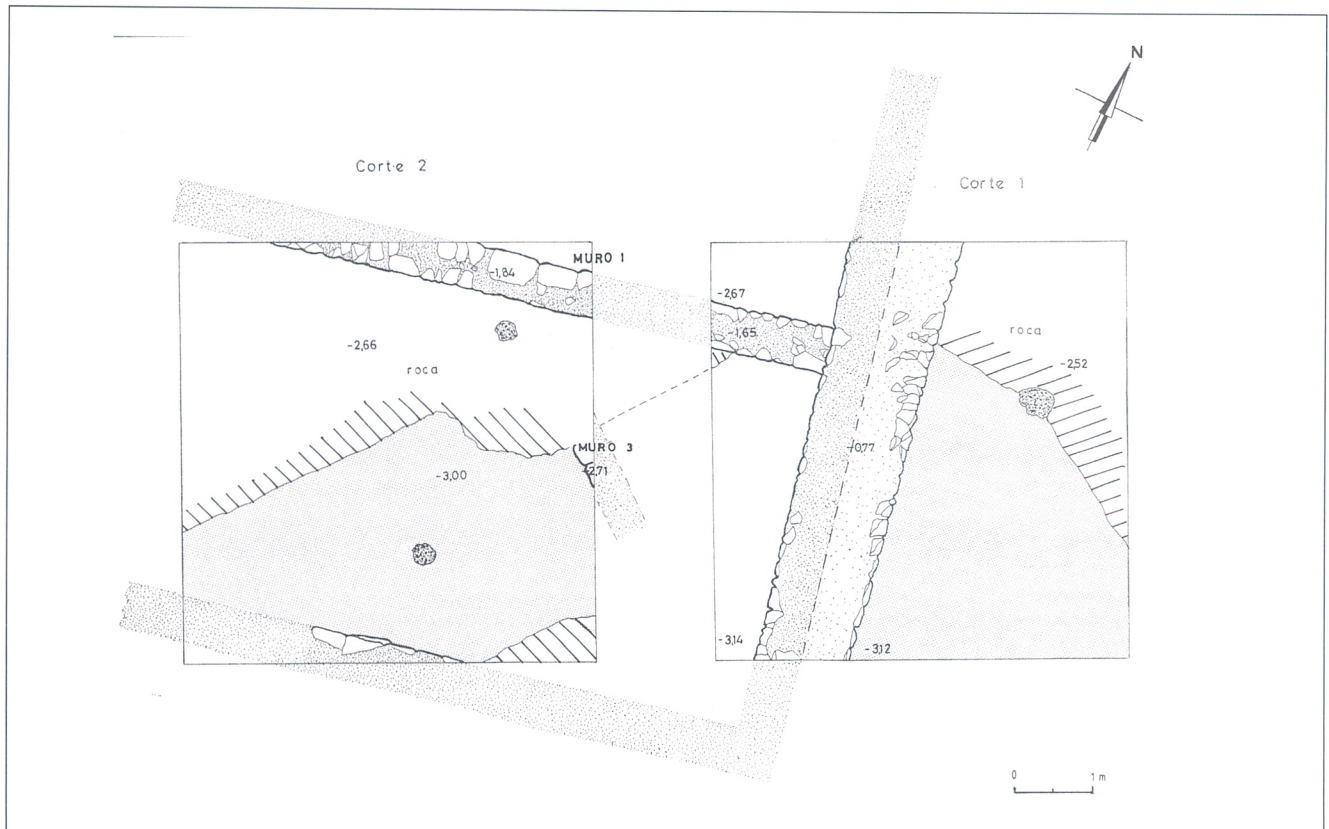 N
Corte 2
Corte 1
MURO 1
-1,84
-2,67
-1,65
roca
-2,66
-2,52
roca
MURO 3
-2,71
-0,77
-3,00
-3,14
-3,12
0 1 m